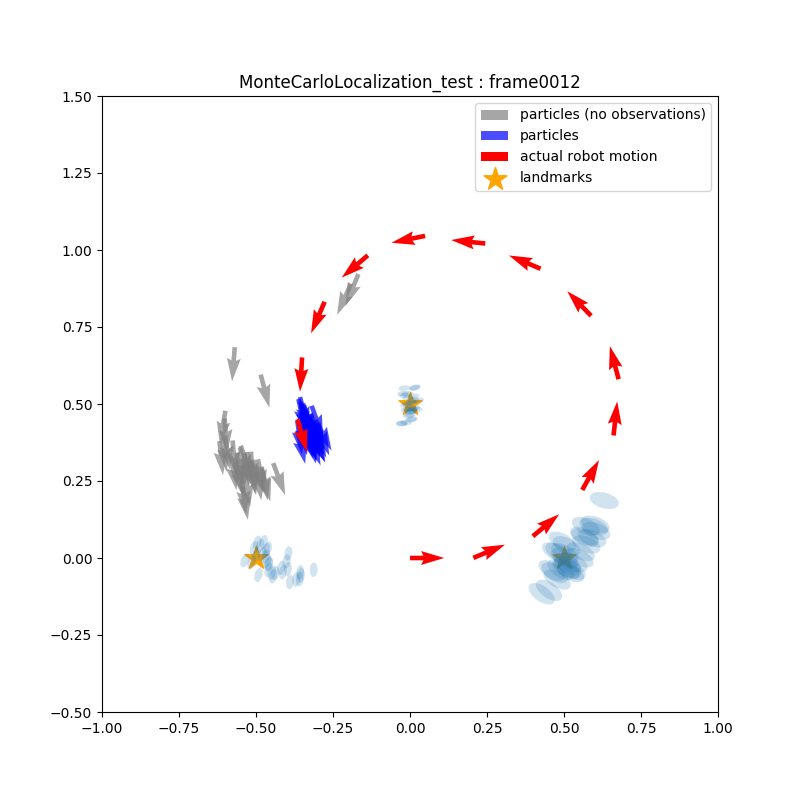 MonteCarloLocalization_test : frame0012
particles (no observations)
particles
actual robot motion
landmarks
1.50
1.25
1.00
0.75
0.50
0.25
0.00
−0.25
−0.50
−1.00 −0.75 −0.50 −0.25 0.00 0.25 0.50 0.75 1.00